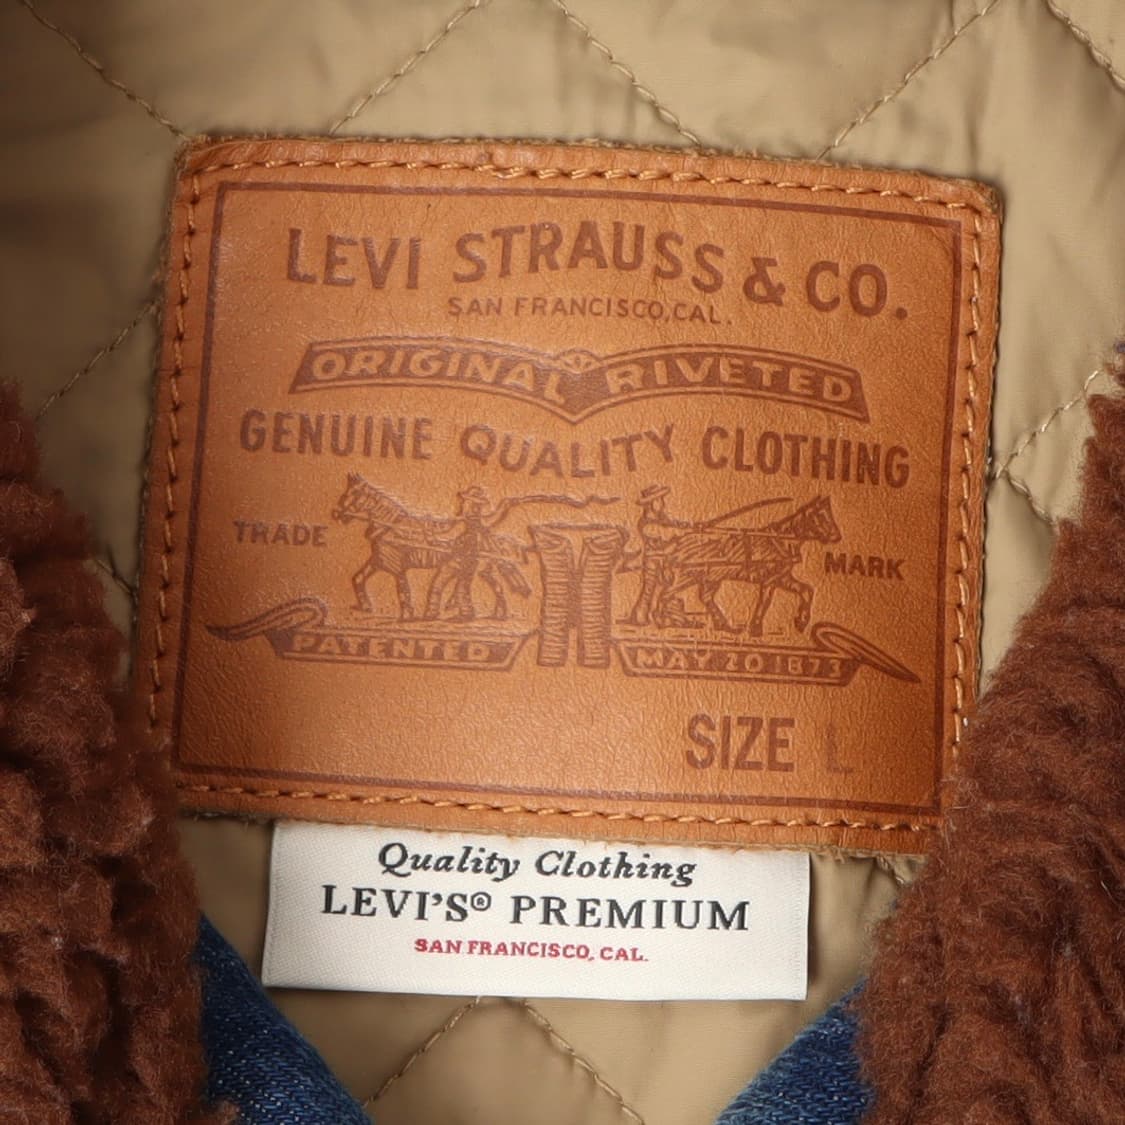 LEVI STRAUSS & CO.
SAN FRANCISCO, CAL.
ORIGINAL RIVETED
GENUINE QUALITY CLOTHING
TRADE MARK
PATENTED MAY 20 1873
SIZE L
Quality Clothing
LEVI'S® PREMIUM
SAN FRANCISCO, CAL.